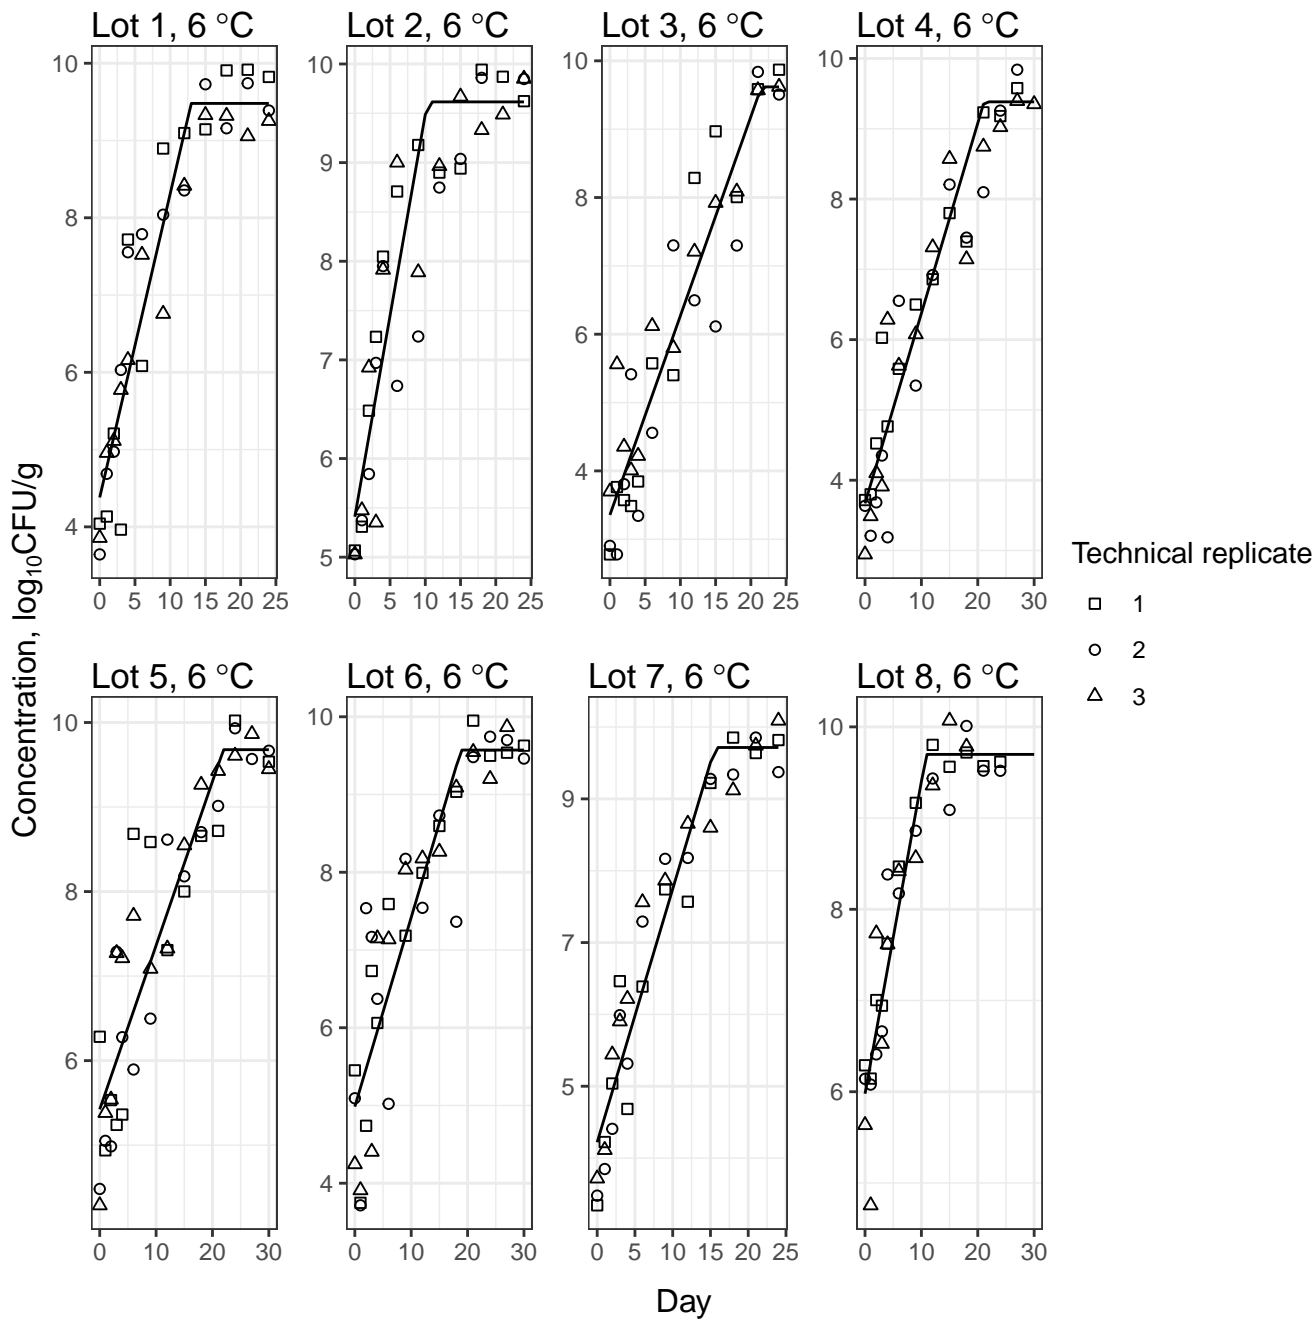 Lot 1, 6 °C
Lot 2, 6 °C
Lot 3, 6 °C
Lot 4, 6 °C
10
8
6
4
0 5 10 15 20 25
10
9
8
7
6
5
0 5 10 15 20 25
10
8
6
4
0 5 10 15 20 25
10
8
6
4
0 10 20 30
Concentration, log₁₀CFU/g
Technical replicate
1
2
3
Lot 5, 6 °C
Lot 6, 6 °C
Lot 7, 6 °C
Lot 8, 6 °C
10
8
6
0 10 20 30
10
8
6
4
0 10 20 30
9
7
5
0 5 10 15 20 25
10
8
6
0 10 20 30
Day